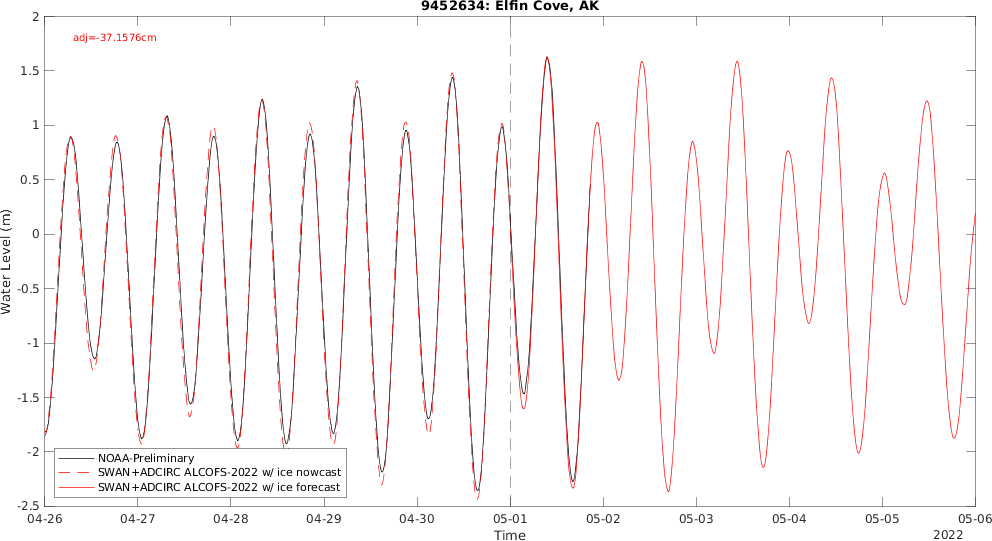 9452634: Elfin Cove, AK
adj=-37.1576cm
2
1.5
1
0.5
0
-0.5
-1
-1.5
-2
-2.5
Water Level (m)
NOAA-Preliminary
SWAN+ADCIRC ALCOFS-2022 w/ ice nowcast
SWAN+ADCIRC ALCOFS-2022 w/ ice forecast
04-26 04-27 04-28 04-29 04-30 05-01 05-02 05-03 05-04 05-05 05-06
Time
2022